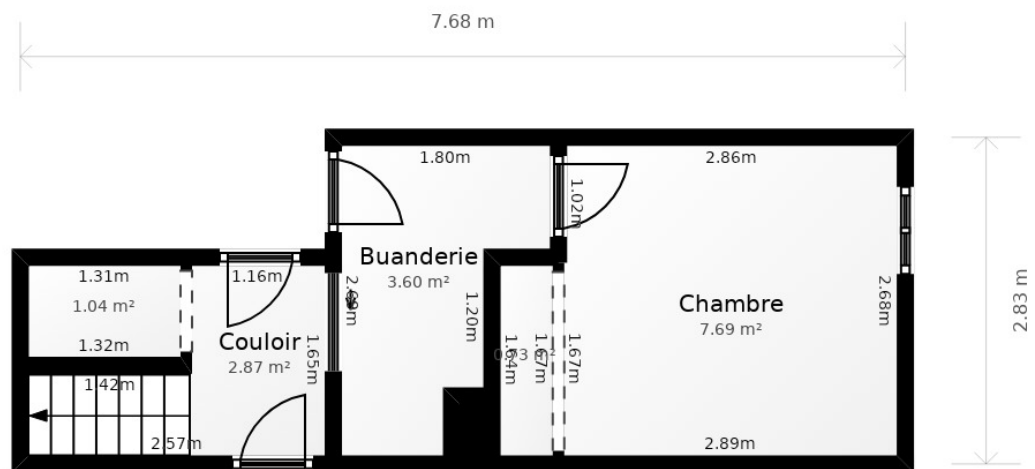 7.68 m
1.80m
2.86m
1.02m
Buanderie
3.60 m²
1.31m
1.16m
1.04 m²
2.68m
2.83 m
1.20m
Chambre
7.69 m²
1.32m
Couloir
2.87 m²
1.65m
1.67m
1.42m
2.57m
2.89m